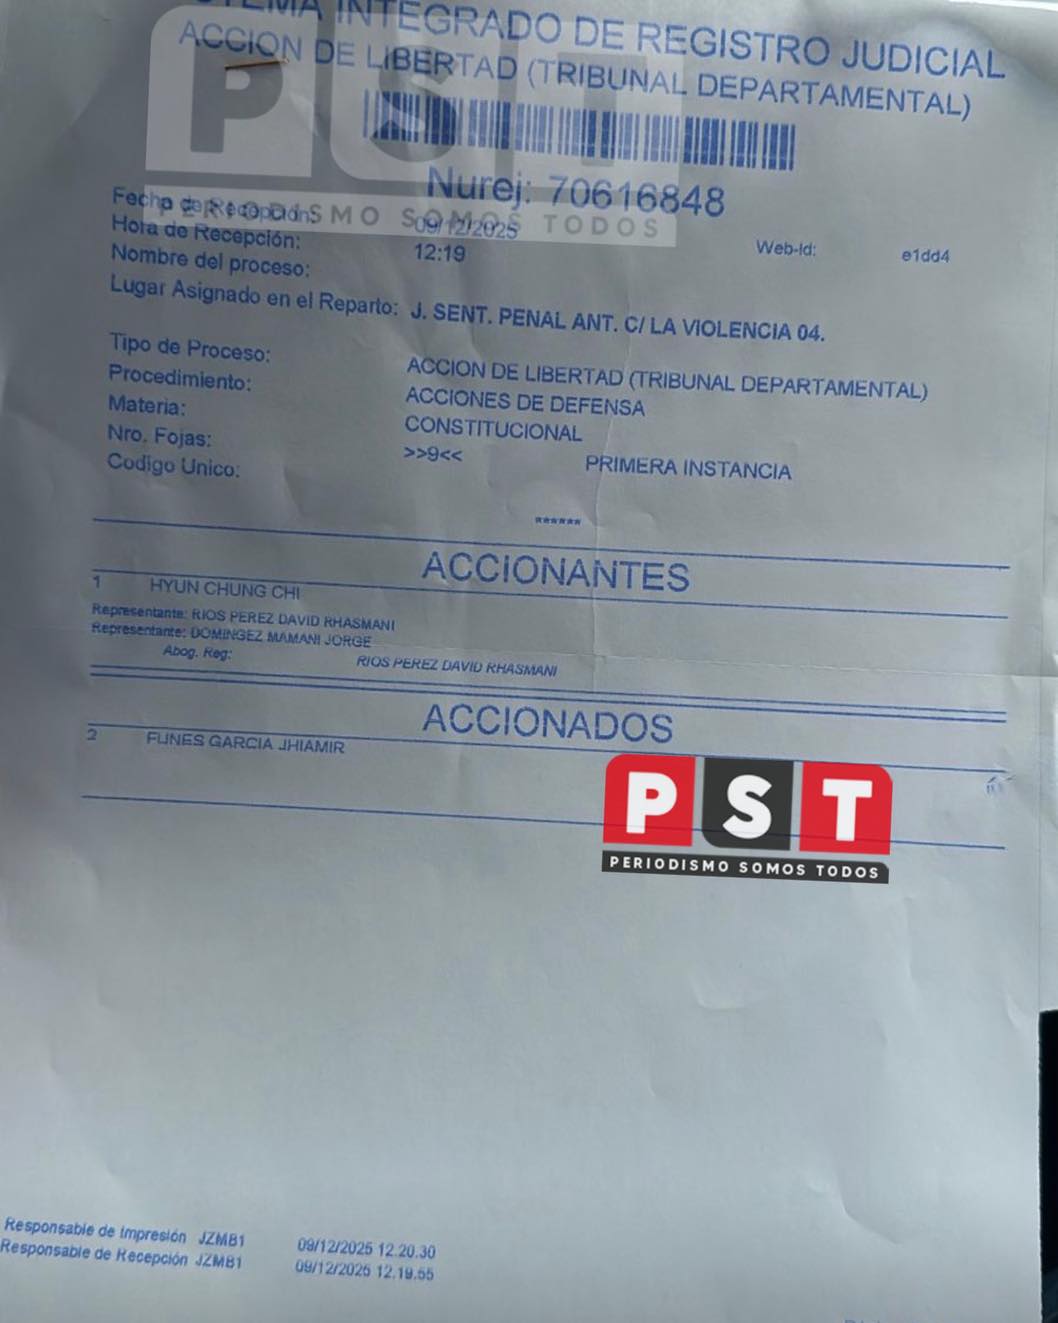 INTEGRADO DE REGISTRO JUDICIAL
ACCION DE LIBERTAD (TRIBUNAL DEPARTAMENTAL)
PST
PERIODISMO SOMOS TODOS
Nurej: 70616848
Fecha de Recepción: 09/12/2025
Hora de Recepción: 12:19 Web-Id: e1dd4
Nombre del proceso:
Lugar Asignado en el Reparto: J. SENT. PENAL ANT. C/ LA VIOLENCIA 04.
Tipo de Proceso: ACCION DE LIBERTAD (TRIBUNAL DEPARTAMENTAL)
Procedimiento: ACCIONES DE DEFENSA
Materia: CONSTITUCIONAL
Nro. Fojas: >>9<< PRIMERA INSTANCIA
Codigo Unico:
******
ACCIONANTES
1 HYUN CHUNG CHI
Representante: RIOS PEREZ DAVID RHASMANI
Representante: DOMINGEZ MAMANI JORGE
Abog. Reg: RIOS PEREZ DAVID RHASMANI
ACCIONADOS
2 FUNES GARCIA JHIAMIR
PST
PERIODISMO SOMOS TODOS
Responsable de Impresión JZMB1 09/12/2025 12.20.30
Responsable de Recepción JZMB1 09/12/2025 12.19.55